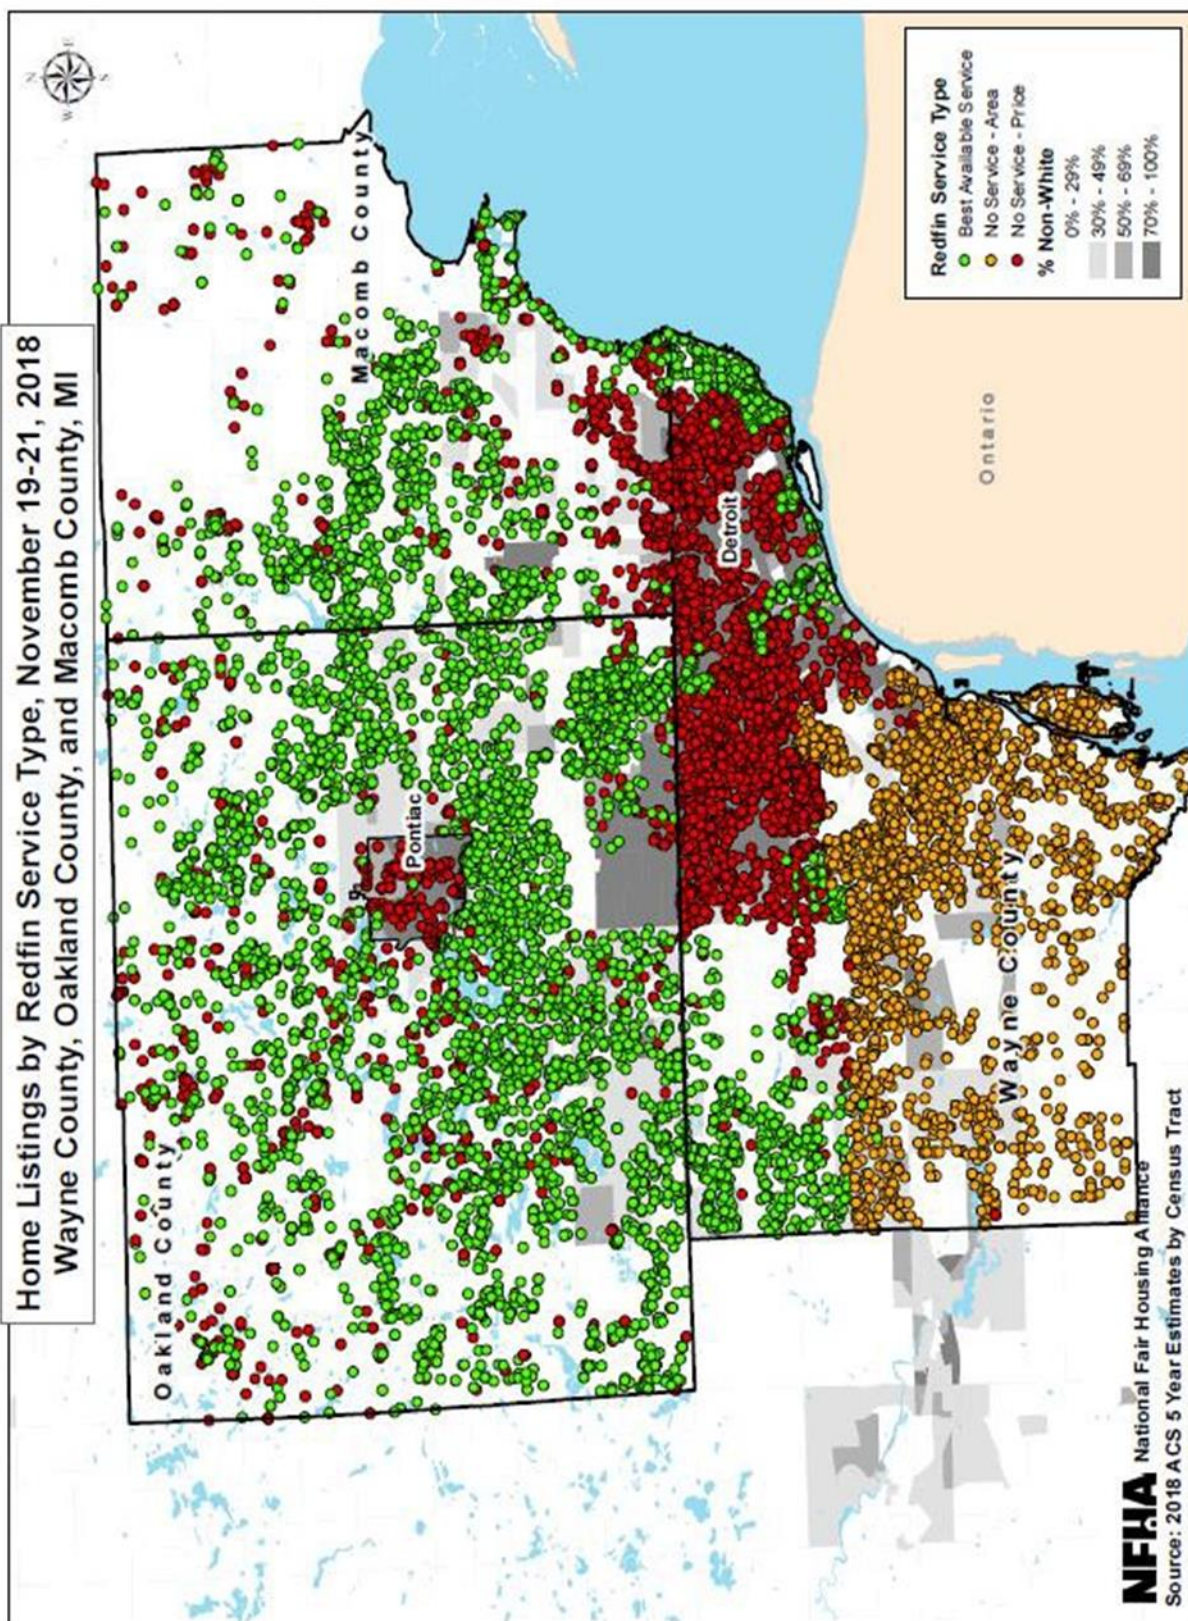 Home Listings by Redfin Service Type, November 19-21, 2018
Wayne County, Oakland County, and Macomb County, MI
N
E
S
W
Oakland County
Macomb County
Pontiac
Detroit
Wayne County
Ontario
Redfin Service Type
Best Available Service
No Service - Area
No Service - Price
% Non-White
0% - 29%
30% - 49%
50% - 69%
70% - 100%
NFHA National Fair Housing Alliance
Source: 2018 ACS 5 Year Estimates by Census Tract